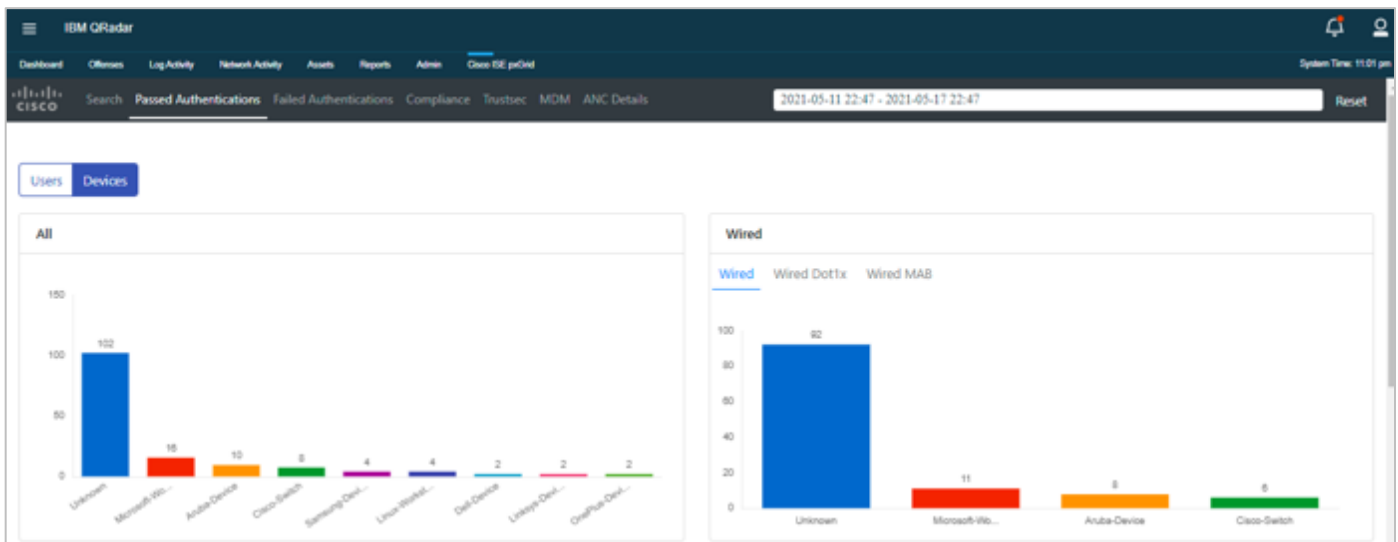 IBM QRadar
Dashboard Offenses Log Activity Network Activity Assets Reports Admin Cisco ISE pxGrid System Time: 11:01 pm
CISCO Search Passed Authentications Failed Authentications Compliance Trustsec MDM ANC Details 2021-05-11 22:47 - 2021-05-17 22:47 Reset
Users Devices
All
150
100
50
0
102
16
10
8
4
4
2
2
2
Unknown
Microsoft-Wo...
Aruba-Device
Cisco-Switch
Samsung-Devi...
Linux-Workst...
Dell-Device
Linksys-Devi...
OnePlus-Devi...
Wired
Wired Wired Dot1x Wired MAB
100
80
60
40
20
0
92
11
8
6
Unknown Microsoft-Wo... Aruba-Device Cisco-Switch